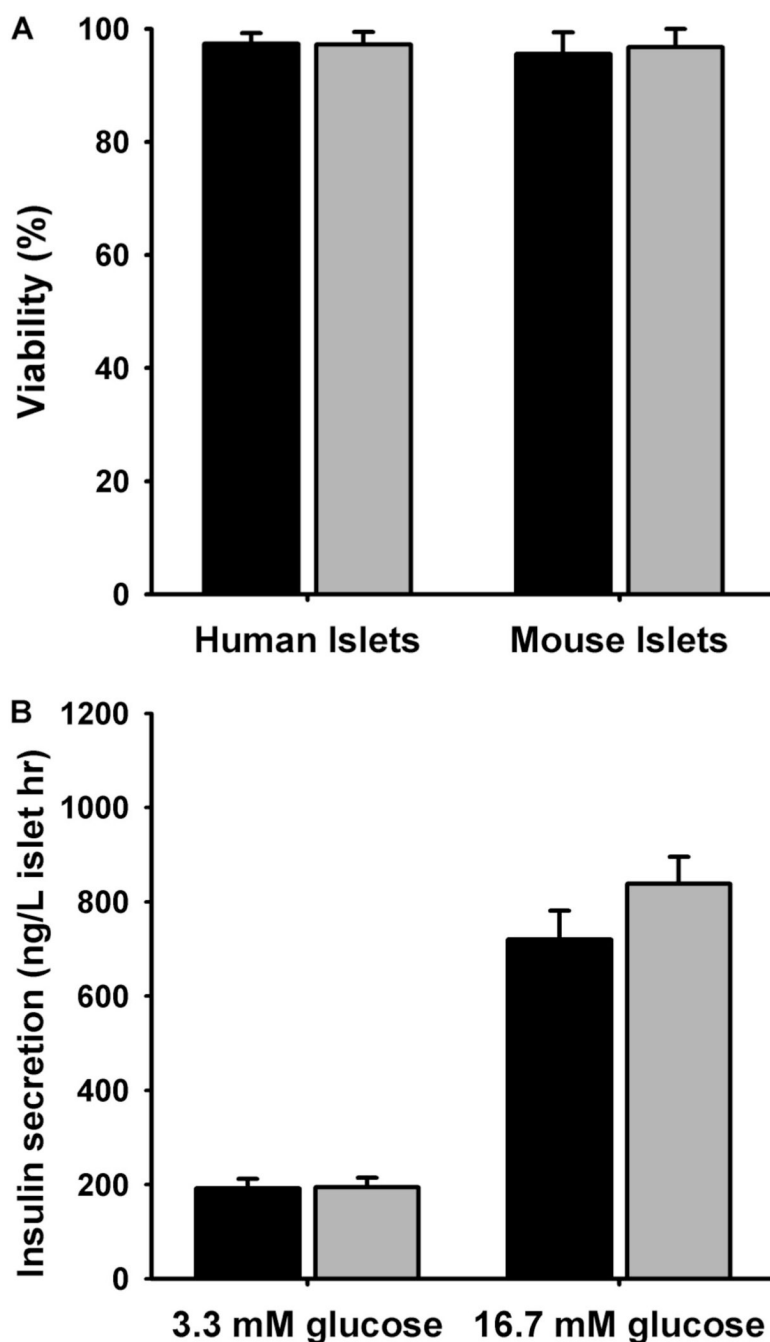 A
Viability (%)
100
80
60
40
20
0
Human Islets
Mouse Islets
B
Insulin secretion (ng/L islet hr)
1200
1000
800
600
400
200
0
3.3 mM glucose
16.7 mM glucose